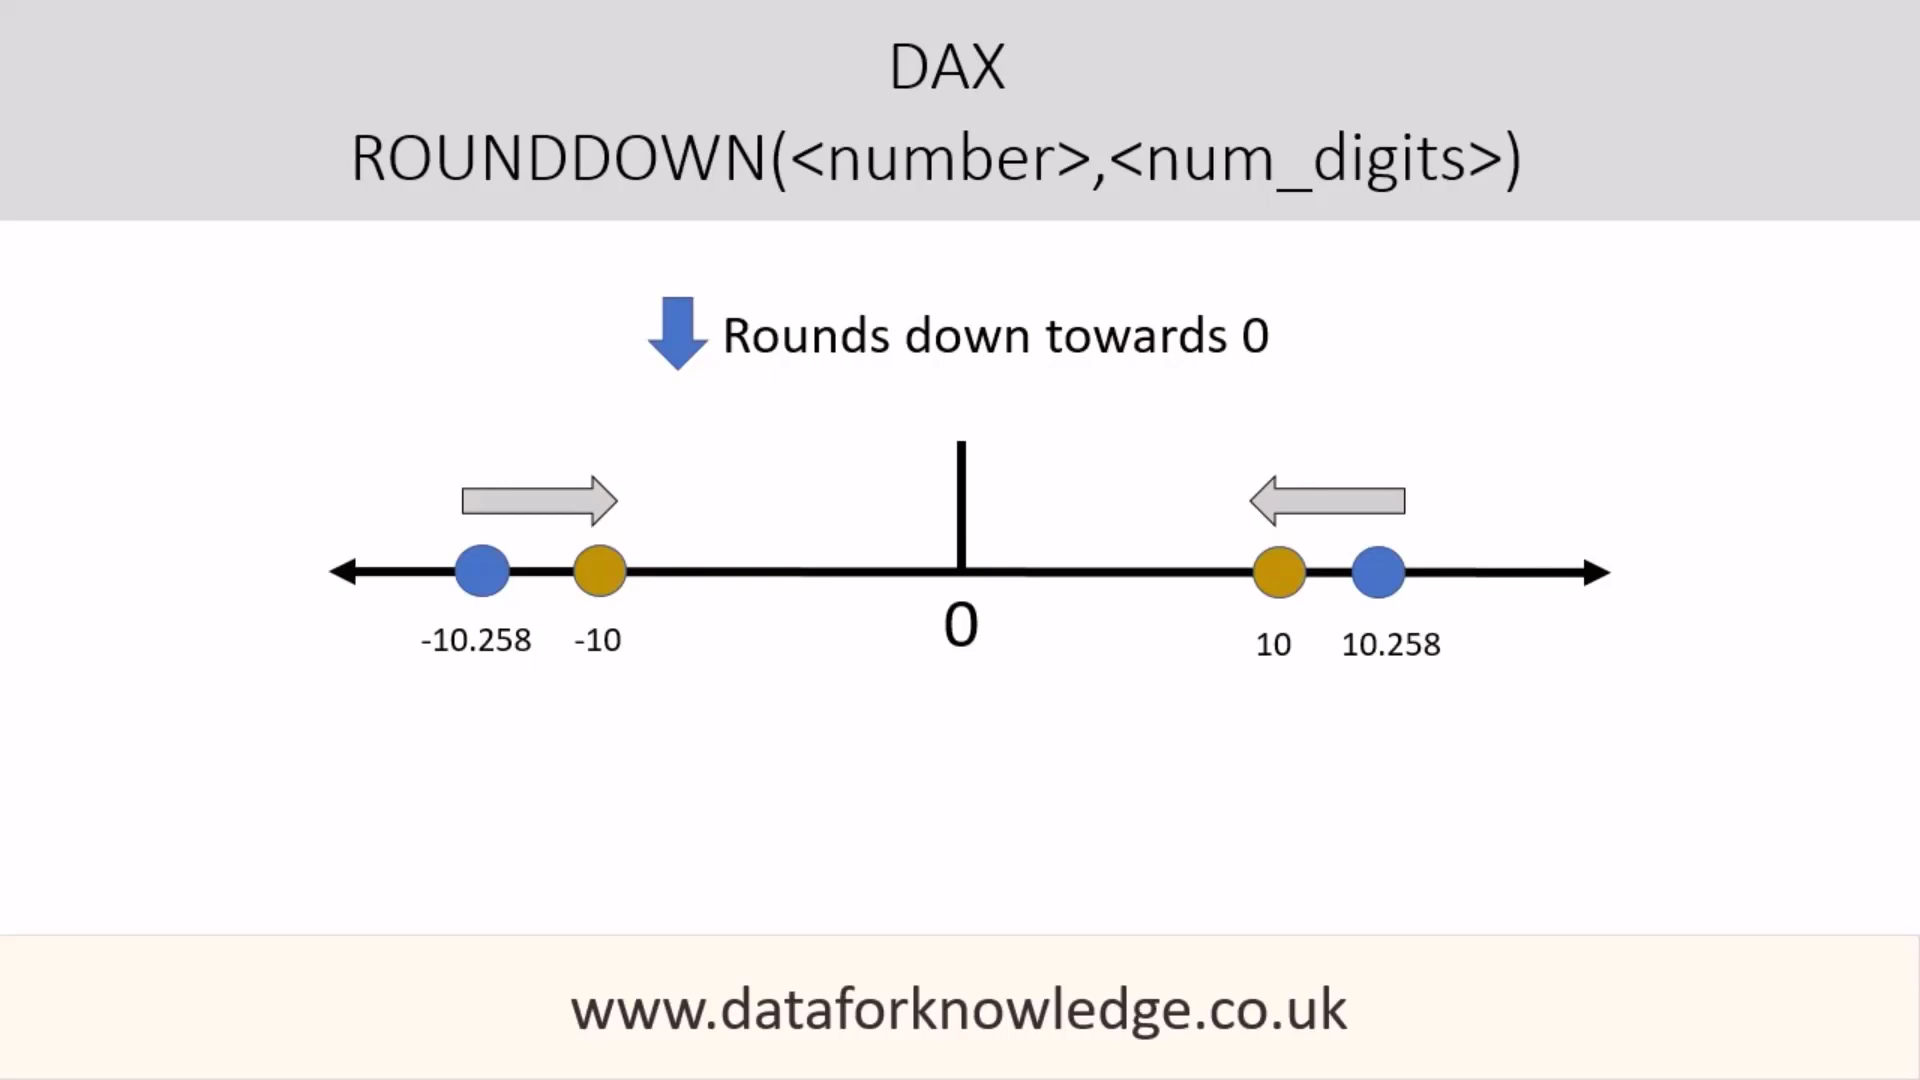 DAX
ROUNDDOWN(<number>,<num_digits>)
Rounds down towards 0
-10.258 -10 0 10 10.258
www.dataforknowledge.co.uk